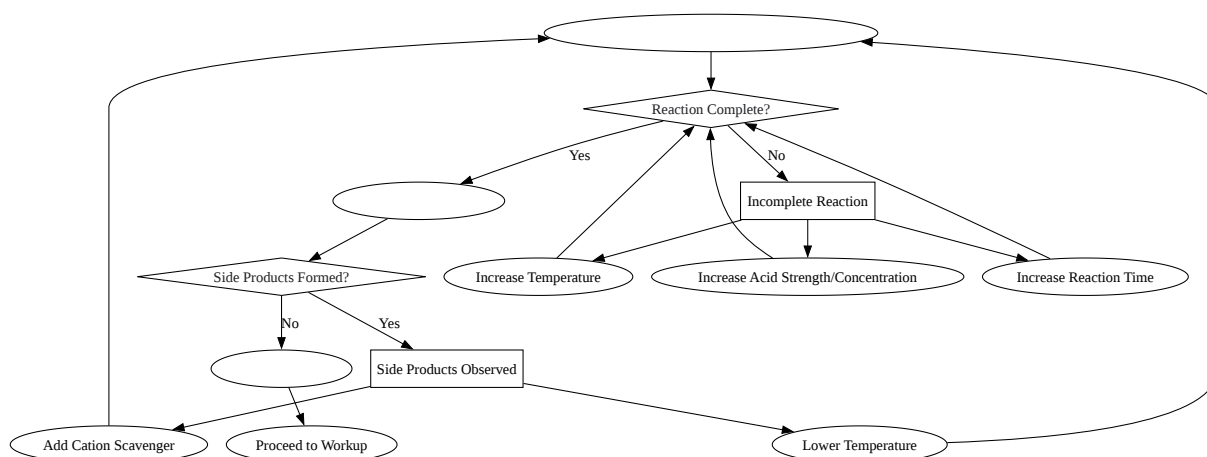 Reaction Complete?
Yes
No
Incomplete Reaction
Side Products Formed?
Increase Temperature
Increase Acid Strength/Concentration
Increase Reaction Time
No
Yes
Side Products Observed
Add Cation Scavenger
Proceed to Workup
Lower Temperature